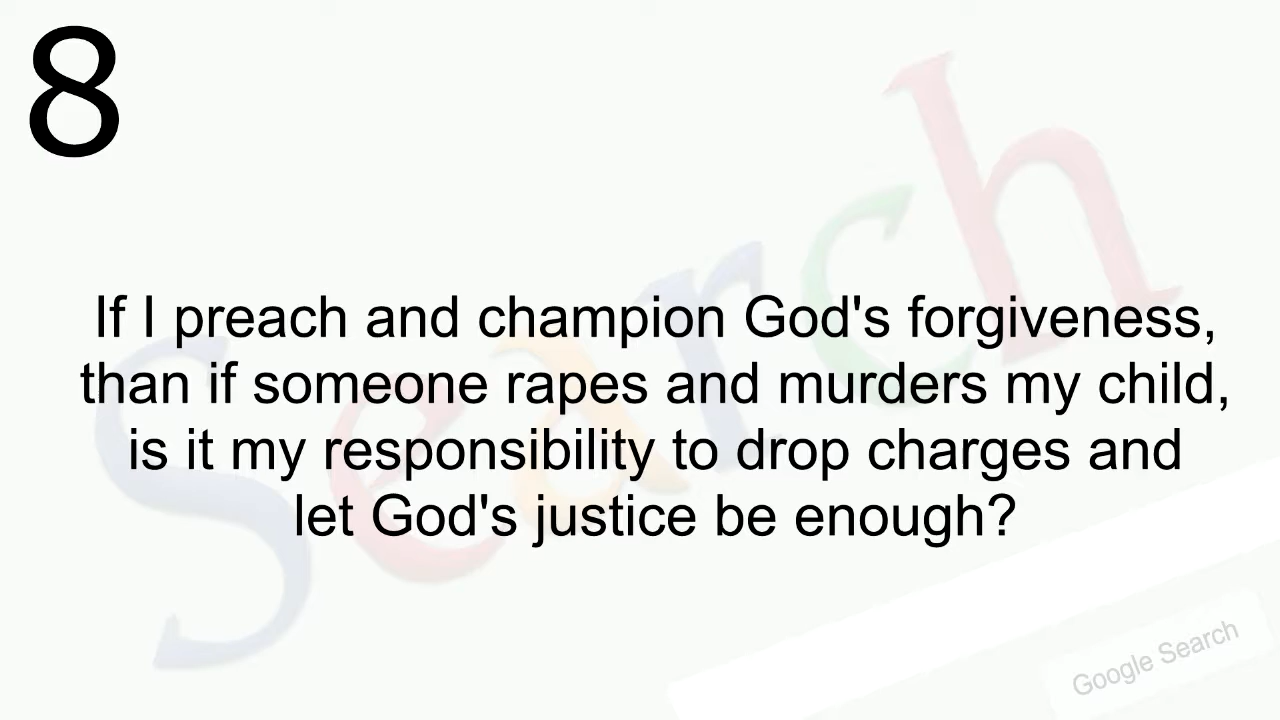 8
If I preach and champion God's forgiveness,
than if someone rapes and murders my child,
is it my responsibility to drop charges and
let God's justice be enough?
Search
Google Search